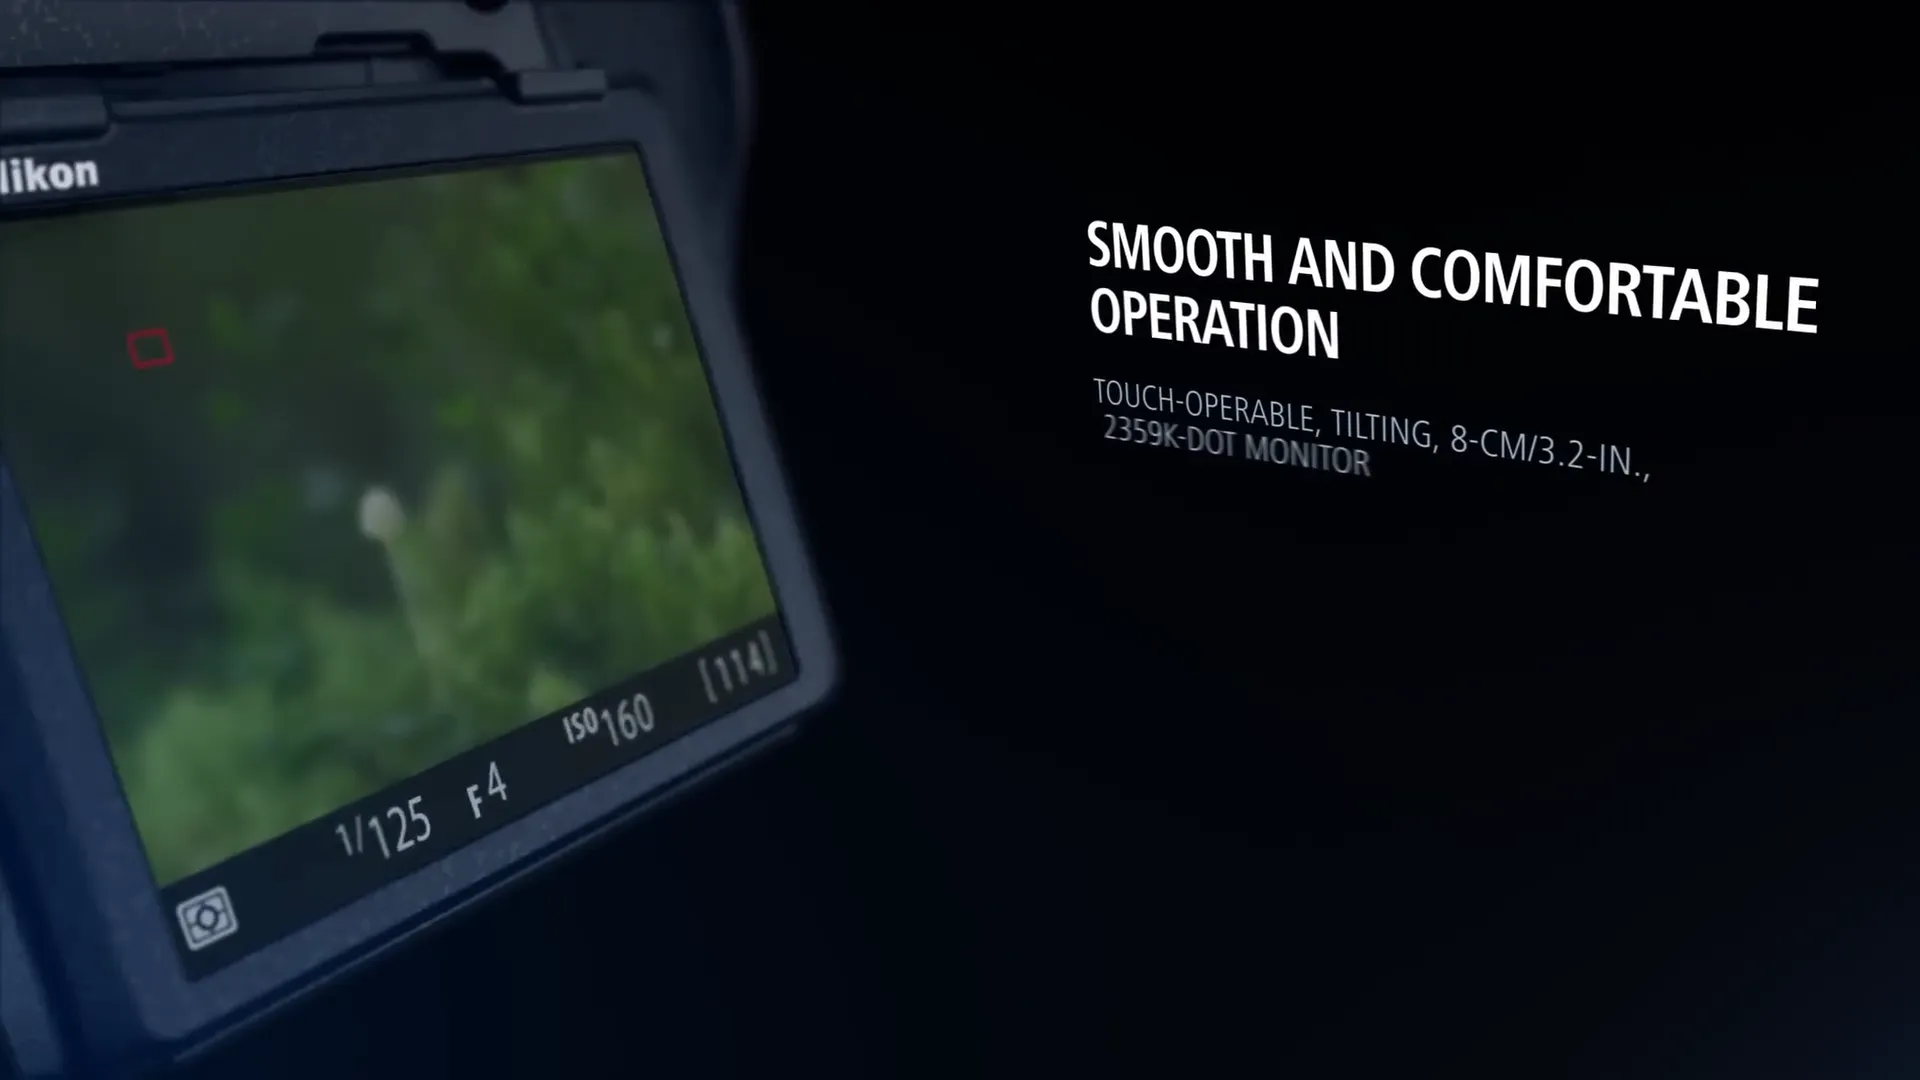 Nikon
SMOOTH AND COMFORTABLE
OPERATION
TOUCH-OPERABLE, TILTING, 8-CM/3.2-IN.,
2359K-DOT MONITOR
1/125 F4 ISO 160 [114]